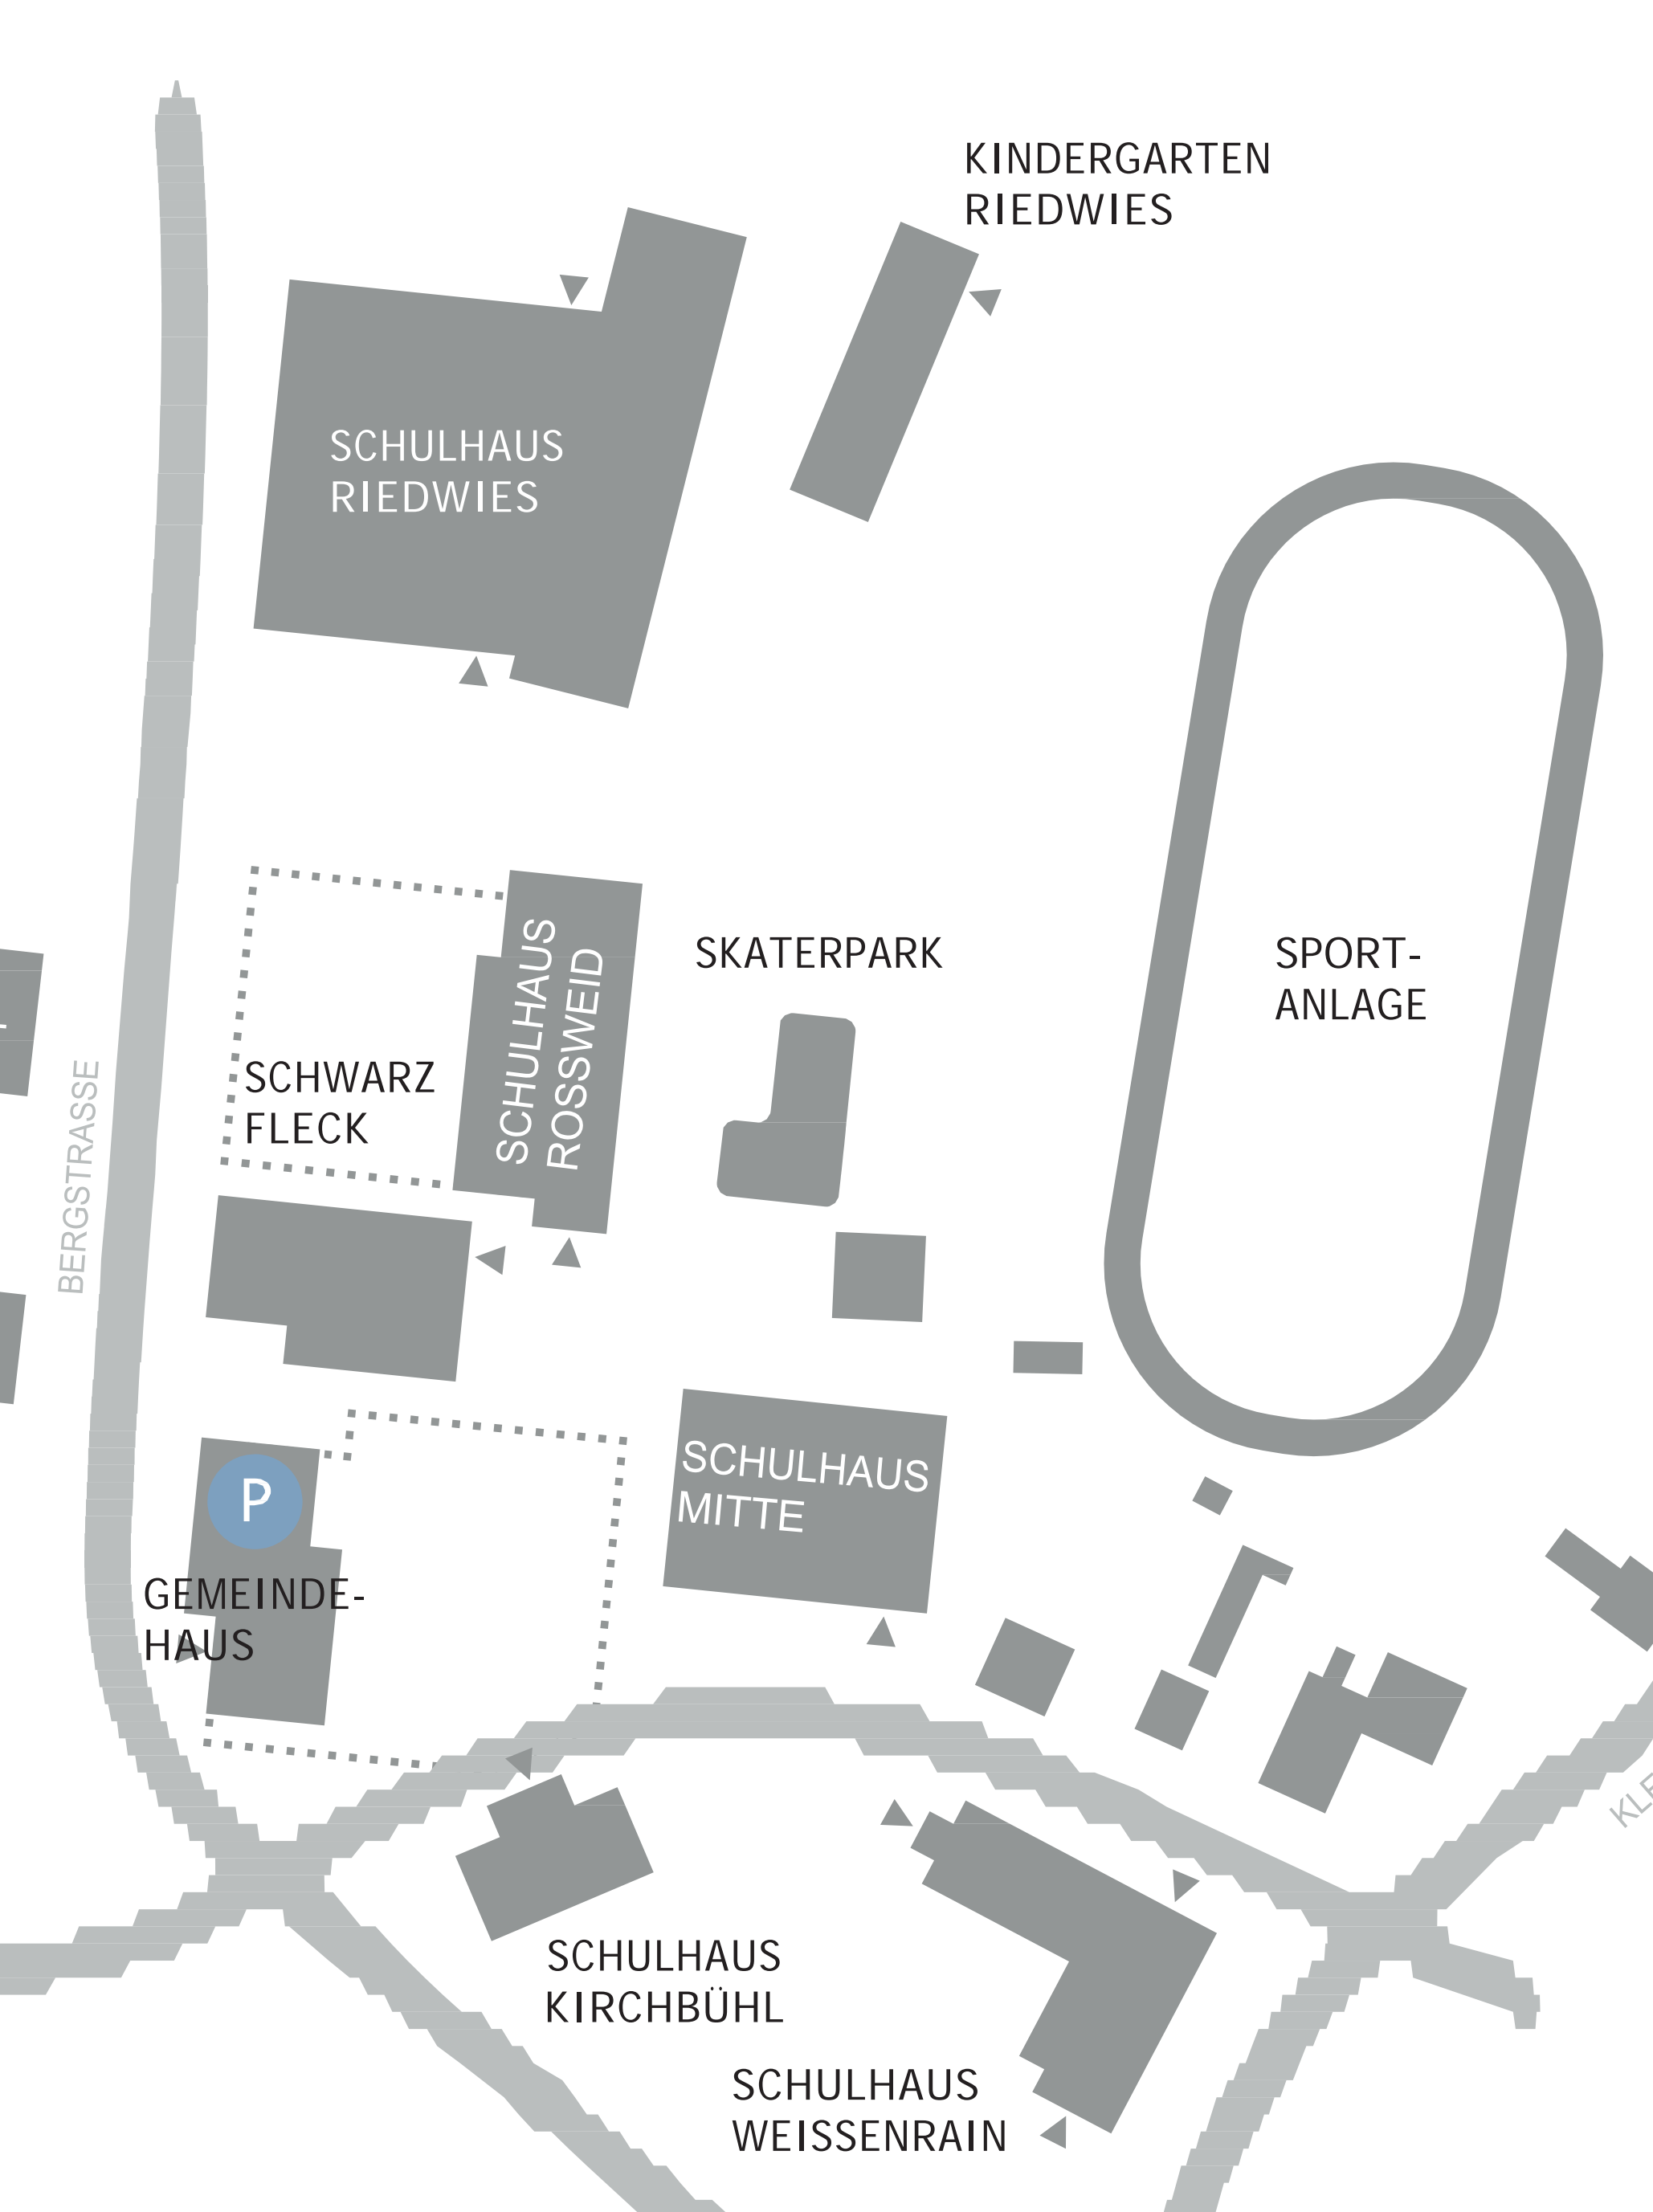 KINDERGARTEN
RIEDWIES
SCHULHAUS
RIEDWIES
SCHULHAUS
ROSSWEID
SKATERPARK
SPORT-
ANLAGE
SCHWARZ
FLECK
BERGSTRASSE
SCHULHAUS
MITTE
P
GEMEINDE-
HAUS
SCHULHAUS
KIRCHBÜHL
SCHULHAUS
WEISSENRAIN